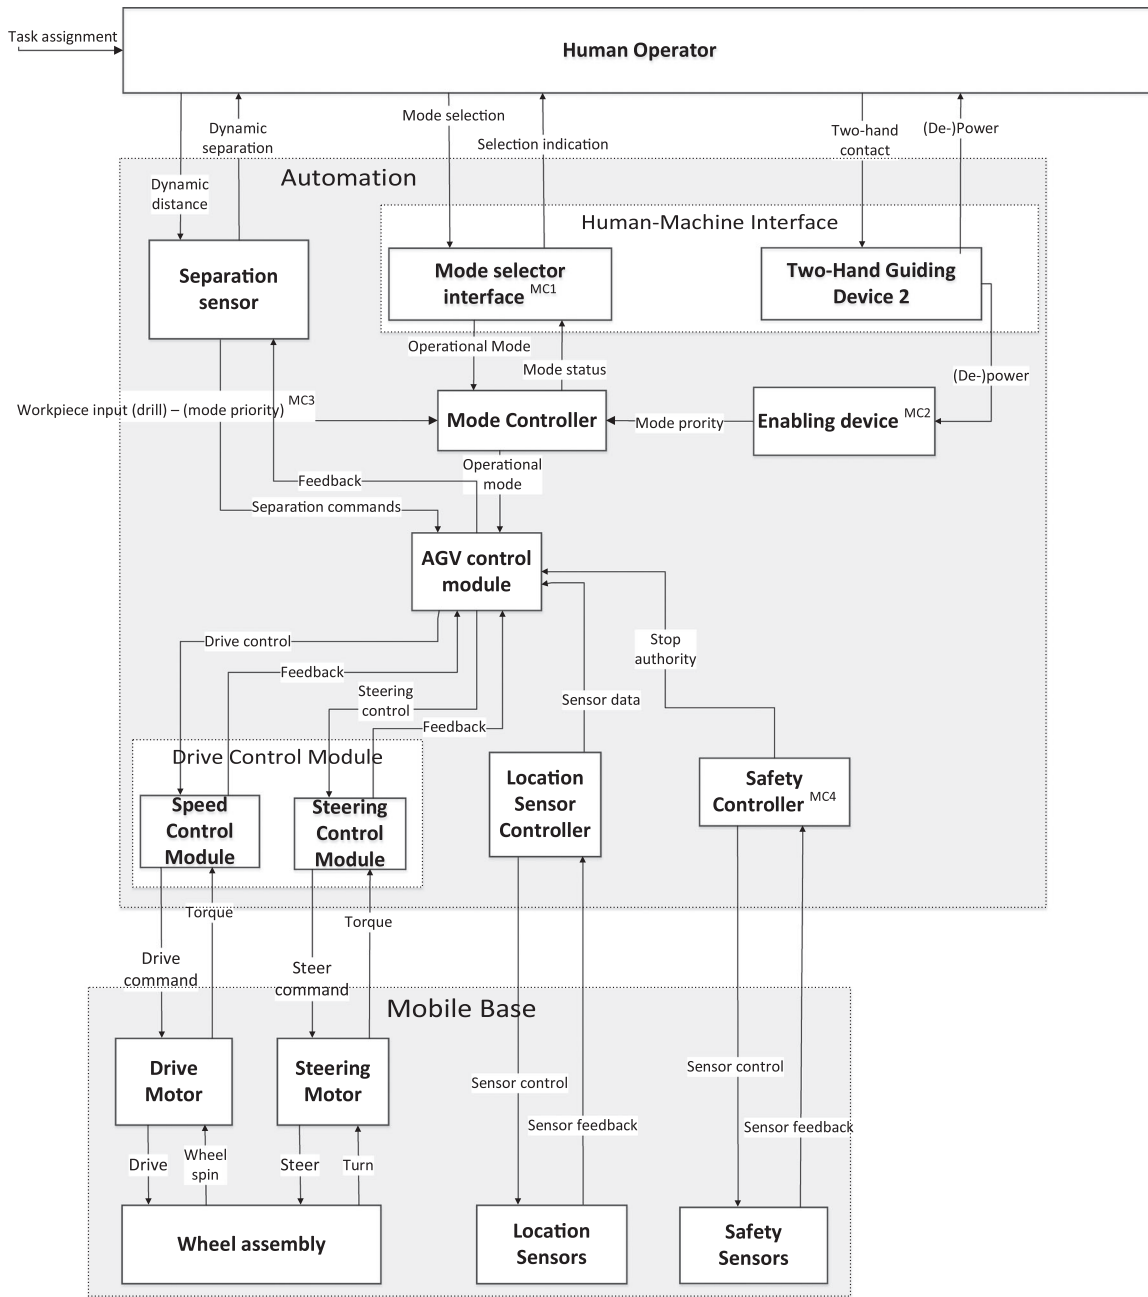 Task assignment
Human Operator
Mode selection
Dynamic
separation
Selection indication
Two-hand
contact
(De-)Power
Automation
Dynamic
distance
Human-Machine Interface
Separation
sensor
Mode selector
interface MC1
Two-Hand Guiding
Device 2
Operational Mode
Mode status
(De-)power
Workpiece input (drill) – (mode priority) MC3
Mode Controller
Mode prority
Enabling device MC2
Operational
mode
Feedback
Separation commands
AGV control
module
Drive control
Feedback
Stop
authority
Steering
control
Feedback
Sensor data
Drive Control Module
Speed
Control
Module
Steering
Control
Module
Location
Sensor
Controller
Safety
Controller MC4
Torque
Torque
Drive
command
Steer
command
Mobile Base
Drive
Motor
Steering
Motor
Sensor control
Sensor control
Sensor feedback
Sensor feedback
Drive
Wheel
spin
Steer
Turn
Wheel assembly
Location
Sensors
Safety
Sensors